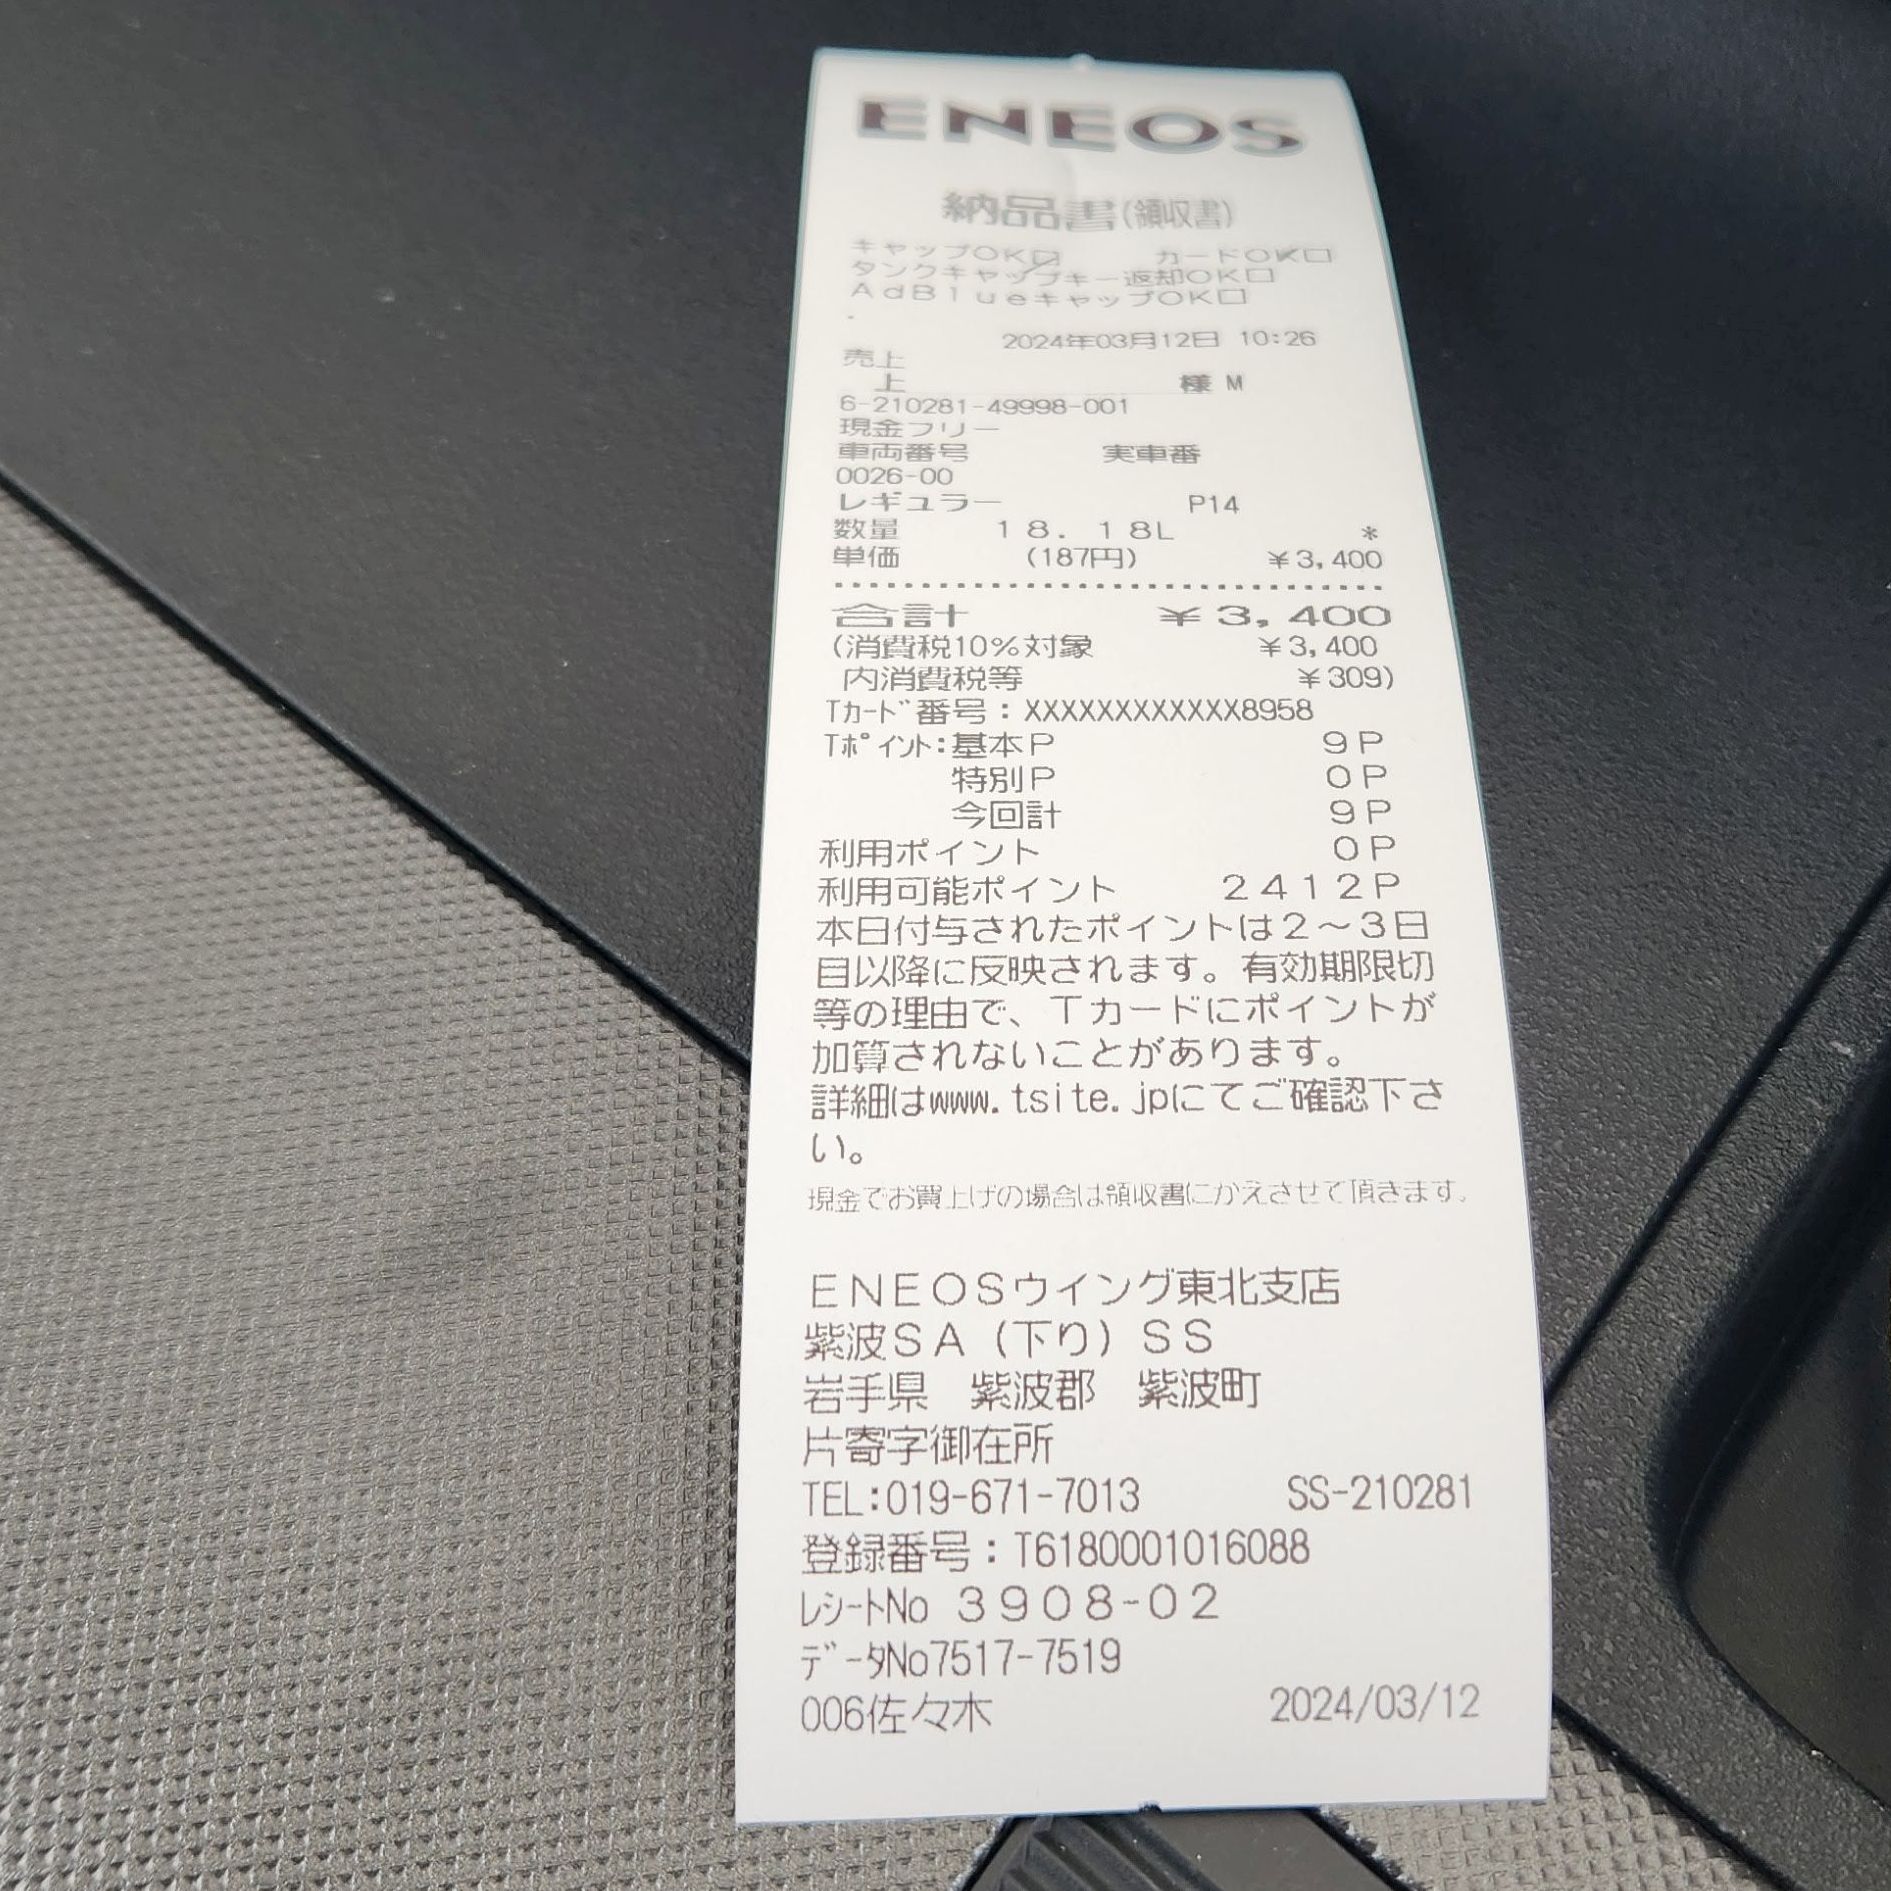 ENEOS
納品書(領収書)
キャップOK□ カードOK□
タンクキャップキー返却OK□
AdBlueキャップOK□
2024年03月12日 10:26
売上
上 様 M
6-210281-49998-001
現金フリー
車両番号 実車番
0026-00
レギュラー P14
数量 18.18L *
単価 (187円) ¥3,400
合計 ¥3,400
(消費税10%対象 ¥3,400
内消費税等 ¥309)
Tカード番号:XXXXXXXXXXXX8958
Tポイント:基本P 9P
特別P 0P
今回計 9P
利用ポイント 0P
利用可能ポイント 2412P
本日付与されたポイントは2～3日
目以降に反映されます。有効期限切
等の理由で、Tカードにポイントが
加算されないことがあります。
詳細はwww.tsite.jpにてご確認下さ
い。
現金でお買上げの場合は領収書にかえさせて頂きます。
ENEOSウイング東北支店
紫波SA(下り)SS
岩手県 紫波郡 紫波町
片寄字御在所
TEL:019-671-7013 SS-210281
登録番号:T6180001016088
レシートNo 3908-02
データNo7517-7519
006佐々木 2024/03/12